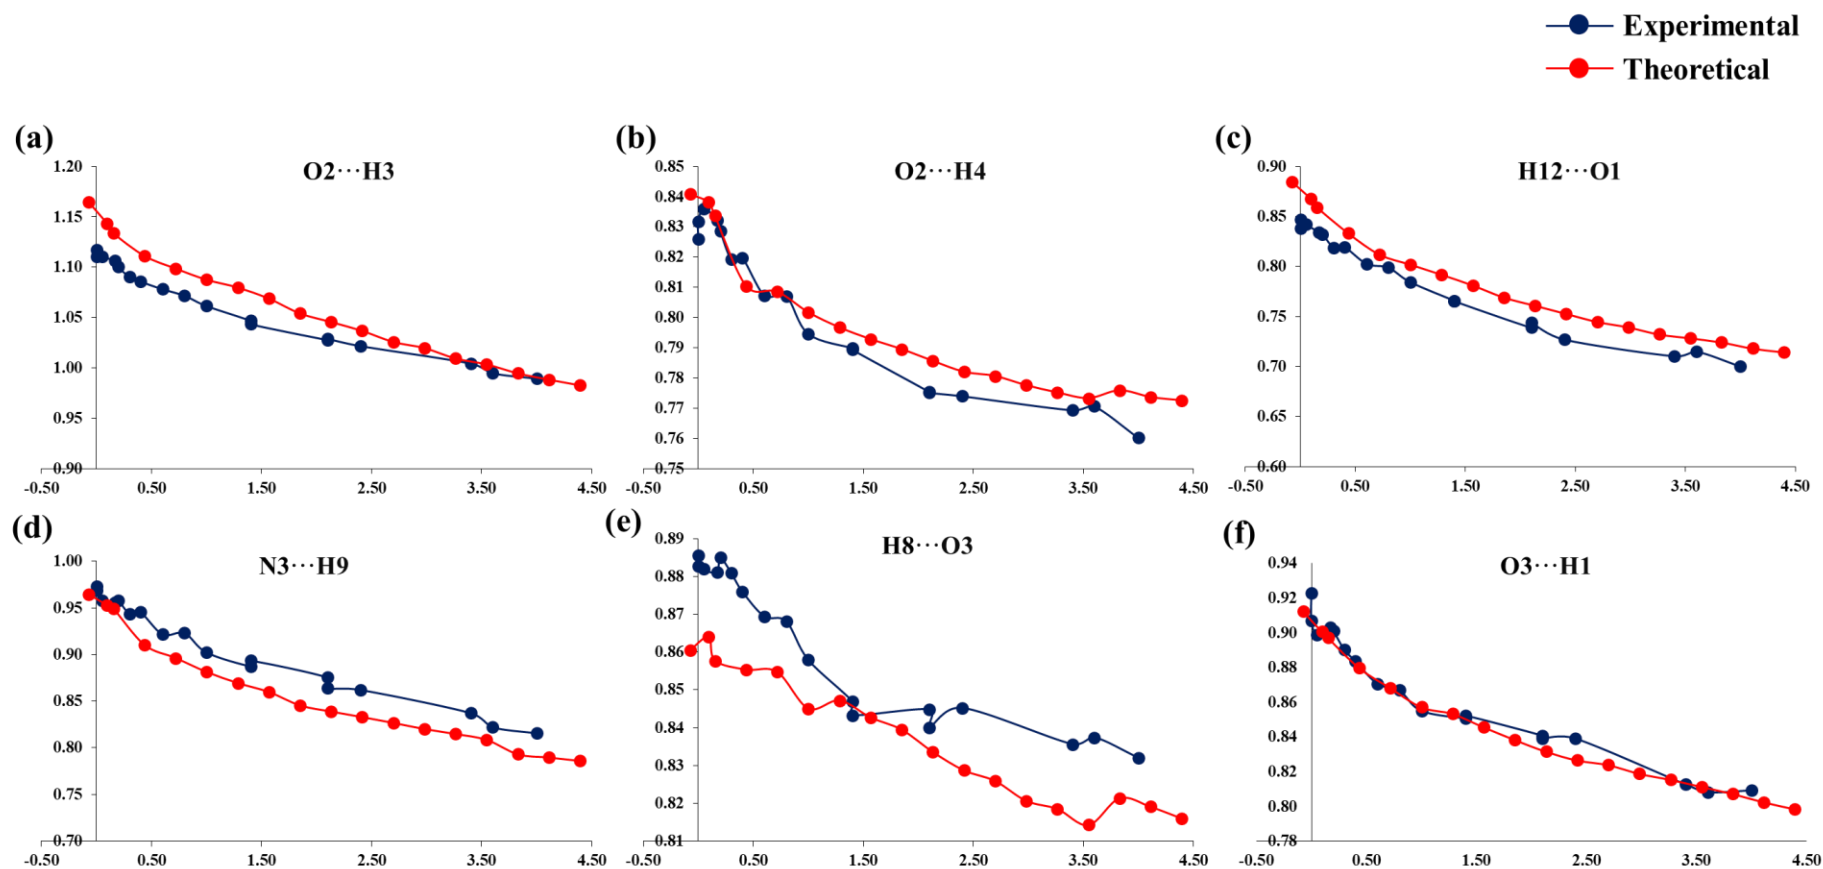 Experimental
Theoretical
(a)
O2···H3
1.20
1.15
1.10
1.05
1.00
0.95
0.90
-0.50 0.50 1.50 2.50 3.50 4.50
(b)
O2···H4
0.85
0.84
0.83
0.82
0.81
0.80
0.79
0.78
0.77
0.76
0.75
-0.50 0.50 1.50 2.50 3.50 4.50
(c)
H12···O1
0.90
0.85
0.80
0.75
0.70
0.65
0.60
-0.50 0.50 1.50 2.50 3.50 4.50
(d)
N3···H9
1.00
0.95
0.90
0.85
0.80
0.75
0.70
-0.50 0.50 1.50 2.50 3.50 4.50
(e)
H8···O3
0.89
0.88
0.87
0.86
0.85
0.84
0.83
0.82
0.81
-0.50 0.50 1.50 2.50 3.50 4.50
(f)
O3···H1
0.94
0.92
0.90
0.88
0.86
0.84
0.82
0.80
0.78
-0.50 0.50 1.50 2.50 3.50 4.50